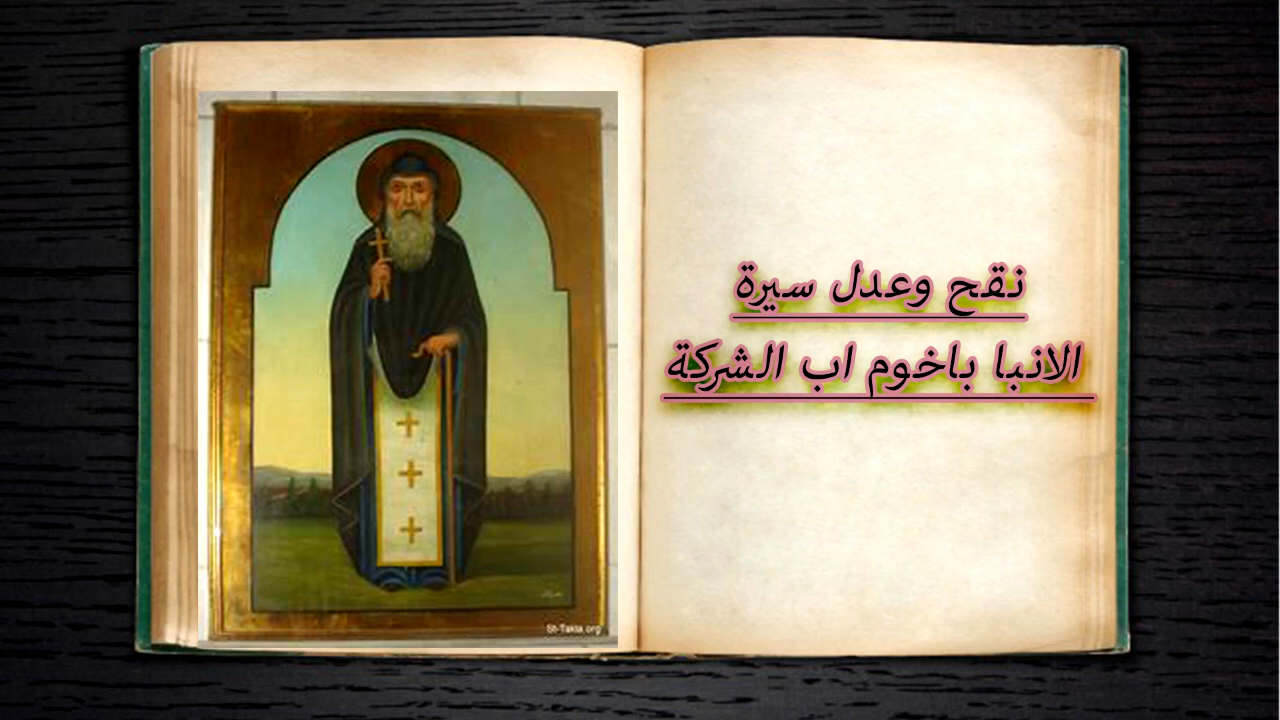 نقح وعدل سيرة
الانبا باخوم اب الشركة
St-Takla.org